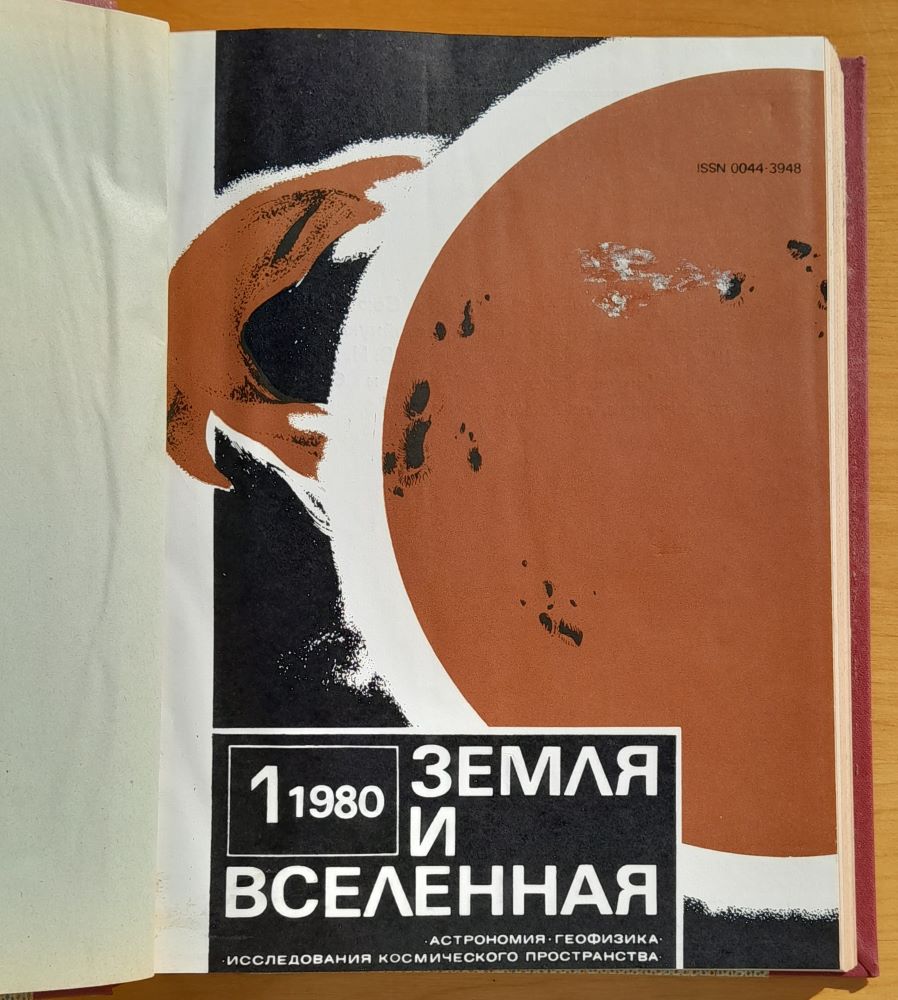 ISSN 0044-3948
1 1980
ЗЕМЛЯ
И
ВСЕЛЕННАЯ
·АСТРОНОМИЯ·ГЕОФИЗИКА·
·ИССЛЕДОВАНИЯ КОСМИЧЕСКОГО ПРОСТРАНСТВА·